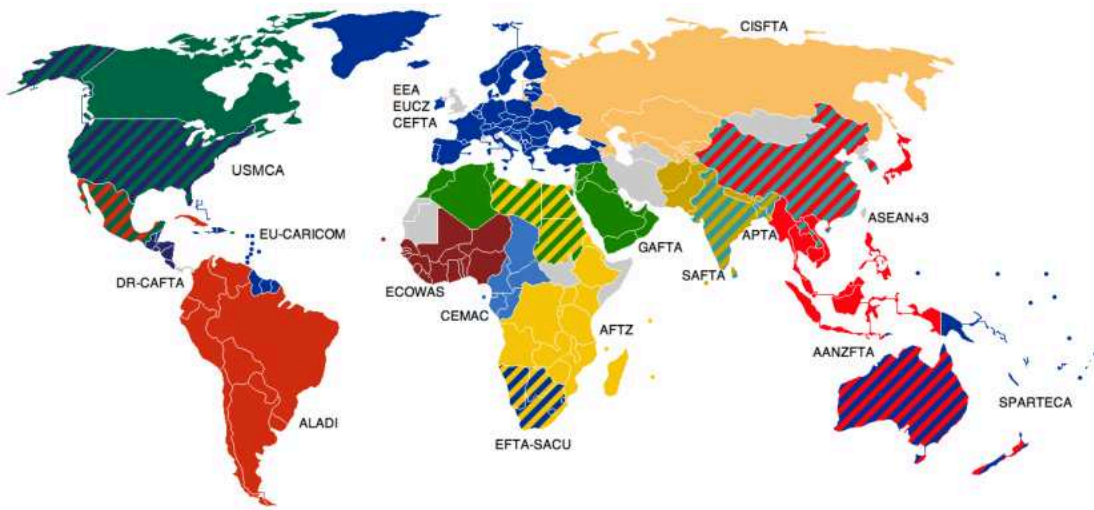 CISFTA
EEA
EUCZ
CEFTA
USMCA
ASEAN+3
EU-CARICOM
APTA
GAFTA
SAFTA
DR-CAFTA
ECOWAS
CEMAC
AFTZ
AANZFTA
SPARTECA
ALADI
EFTA-SACU